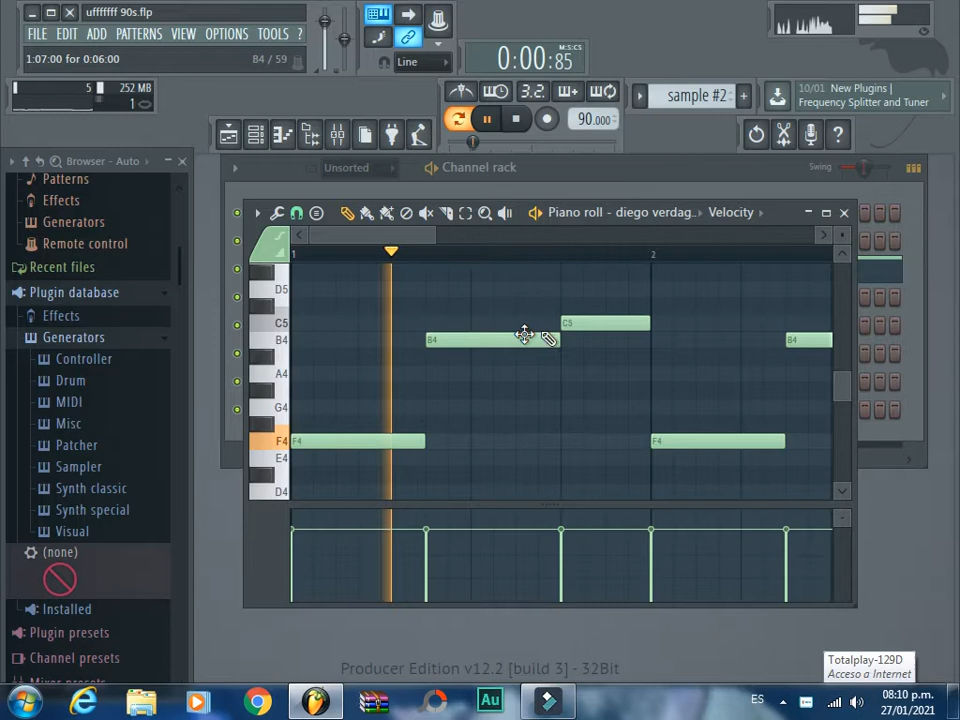 ufffffff 90s.flp
FILE EDIT ADD PATTERNS VIEW OPTIONS TOOLS ?
1:07:00 for 0:06:00
B4 / 59
5
252 MB
1
Line
0:00:85
M:S:CS
3.2
90.000
sample #2
10/01 New Plugins |
Frequency Splitter and Tuner
Browser - Auto
Patterns
Effects
Generators
Remote control
Recent files
Plugin database
Effects
Generators
Controller
Drum
MIDI
Misc
Patcher
Sampler
Synth classic
Synth special
Visual
(none)
Installed
Plugin presets
Channel presets
Mixer presets
Unsorted
Channel rack
Swing
Piano roll - diego verdag..
Velocity
1
2
D5
C5
B4
A4
G4
F4
E4
D4
C5
B4
B4
F4
F4
Producer Edition v12.2 [build 3] - 32Bit
Totalplay-129D
Acceso a Internet
Au
ES
08:10 p.m.
27/01/2021